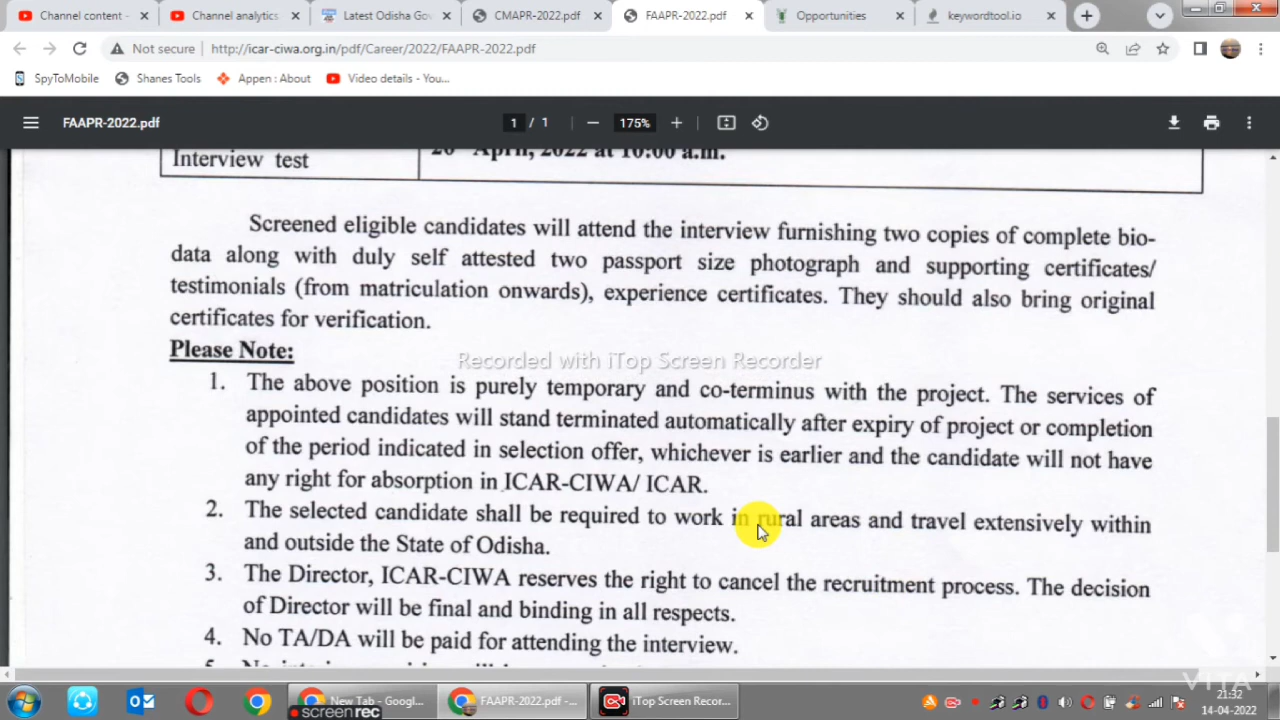 Channel content -
Channel analytics
Latest Odisha Gov
CMAPR-2022.pdf
FAAPR-2022.pdf
Opportunities
keywordtool.io
Not secure
http://icar-ciwa.org.in/pdf/Career/2022/FAAPR-2022.pdf
SpyToMobile
Shanes Tools
Appen : About
Video details - You...
FAAPR-2022.pdf
1 / 1
175%
Interview test
April, 2022 at 10:00 a.m.
Screened eligible candidates will attend the interview furnishing two copies of complete bio-
data along with duly self attested two passport size photograph and supporting certificates/
testimonials (from matriculation onwards), experience certificates. They should also bring original
certificates for verification.
Please Note:
Recorded with iTop Screen Recorder
1. The above position is purely temporary and co-terminus with the project. The services of
appointed candidates will stand terminated automatically after expiry of project or completion
of the period indicated in selection offer, whichever is earlier and the candidate will not have
any right for absorption in ICAR-CIWA/ ICAR.
2. The selected candidate shall be required to work in rural areas and travel extensively within
and outside the State of Odisha.
3. The Director, ICAR-CIWA reserves the right to cancel the recruitment process. The decision
of Director will be final and binding in all respects.
4. No TA/DA will be paid for attending the interview.
VITA
New Tab - Googl...
FAAPR-2022.pdf -...
iTop Screen Recor...
screen rec
21:32
14-04-2022